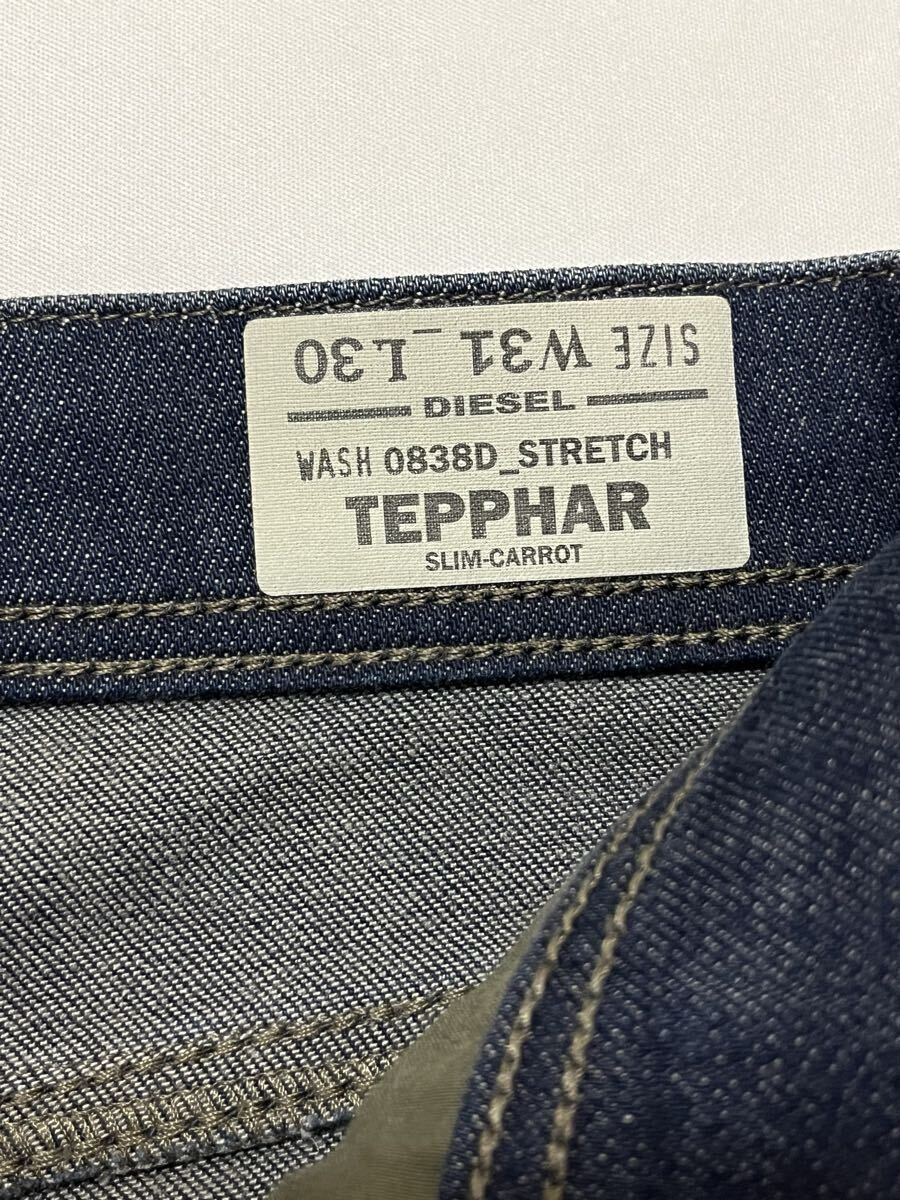 SIZE W31_L30
DIESEL
WASH 0838D_STRETCH
TEPPHAR
SLIM-CARROT